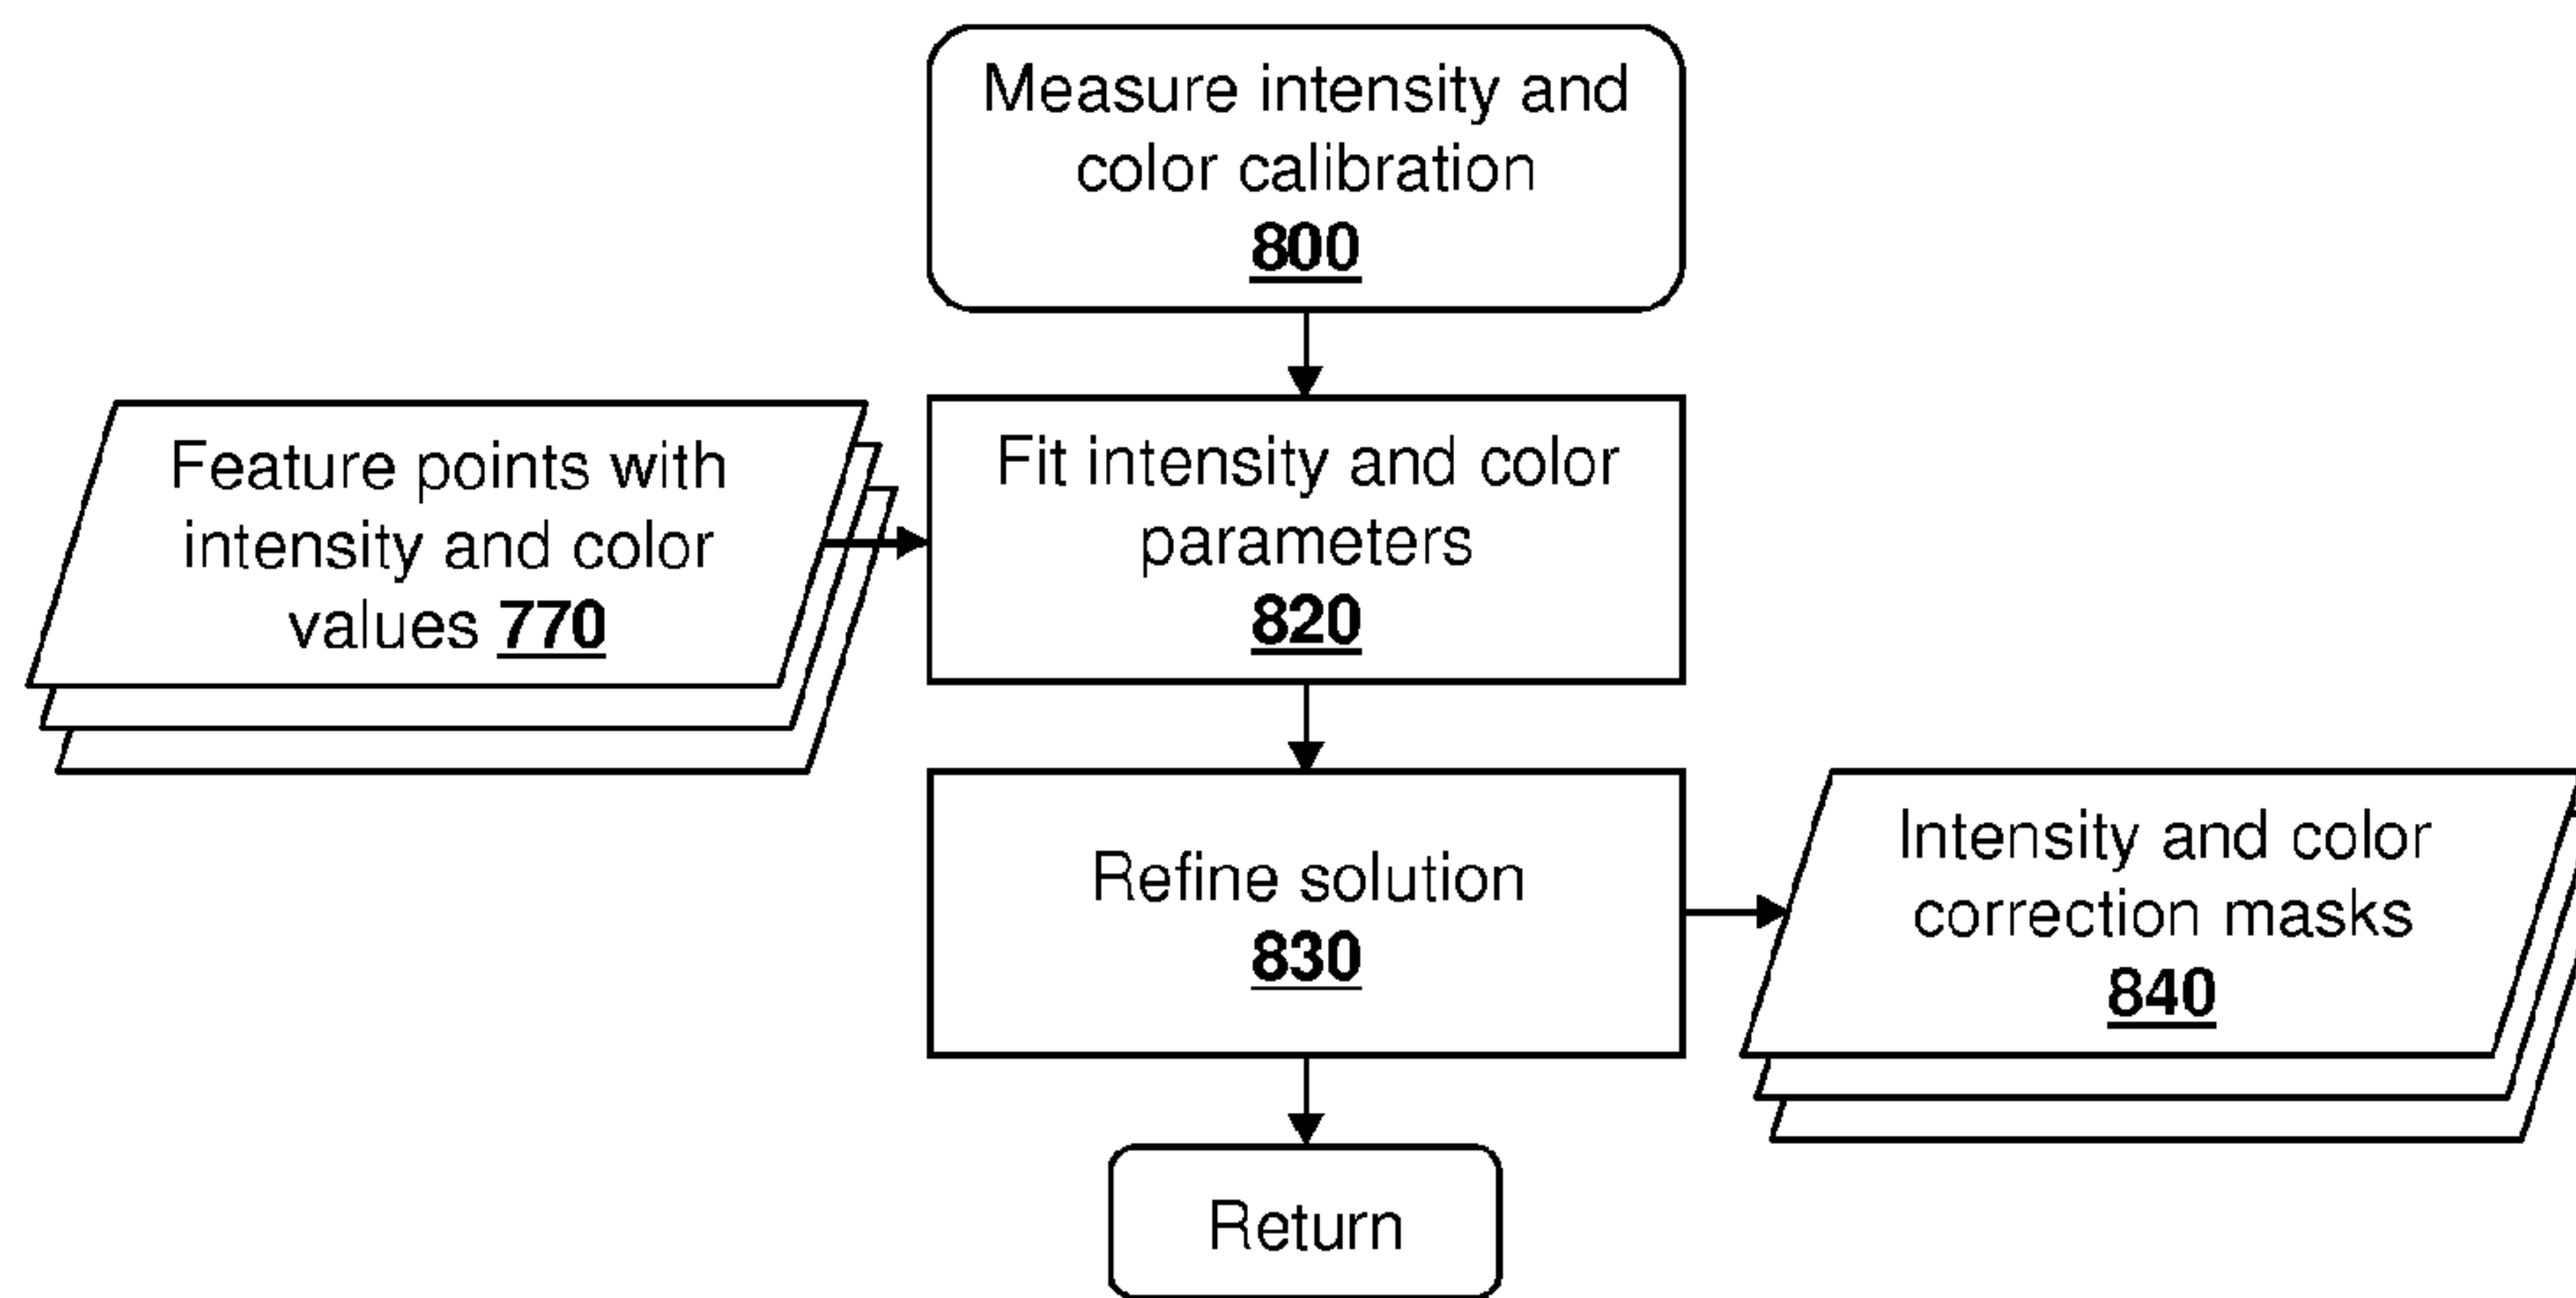 Measure intensity and
color calibration
800
Feature points with
intensity and color
values 770
Fit intensity and color
parameters
820
Refine solution
830
Intensity and color
correction masks
840
Return